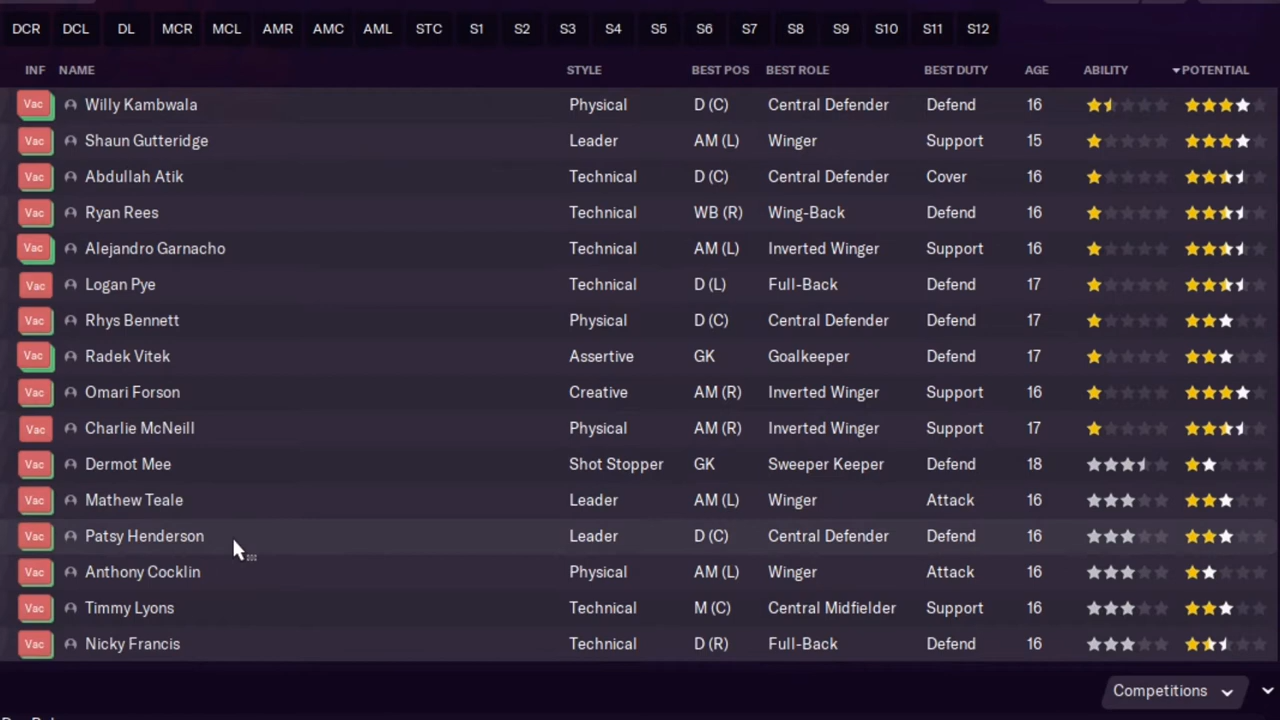 DCR DCL DL MCR MCL AMR AMC AML STC S1 S2 S3 S4 S5 S6 S7 S8 S9 S10 S11 S12
INF NAME STYLE BEST POS BEST ROLE BEST DUTY AGE ABILITY POTENTIAL
Vac Willy Kambwala Physical D (C) Central Defender Defend 16
Vac Shaun Gutteridge Leader AM (L) Winger Support 15
Vac Abdullah Atik Technical D (C) Central Defender Cover 16
Vac Ryan Rees Technical WB (R) Wing-Back Defend 16
Vac Alejandro Garnacho Technical AM (L) Inverted Winger Support 16
Vac Logan Pye Technical D (L) Full-Back Defend 17
Vac Rhys Bennett Physical D (C) Central Defender Defend 17
Vac Radek Vitek Assertive GK Goalkeeper Defend 17
Vac Omari Forson Creative AM (R) Inverted Winger Support 16
Vac Charlie McNeill Physical AM (R) Inverted Winger Support 17
Vac Dermot Mee Shot Stopper GK Sweeper Keeper Defend 18
Vac Mathew Teale Leader AM (L) Winger Attack 16
Vac Patsy Henderson Leader D (C) Central Defender Defend 16
Vac Anthony Cocklin Physical AM (L) Winger Attack 16
Vac Timmy Lyons Technical M (C) Central Midfielder Support 16
Vac Nicky Francis Technical D (R) Full-Back Defend 16
Competitions